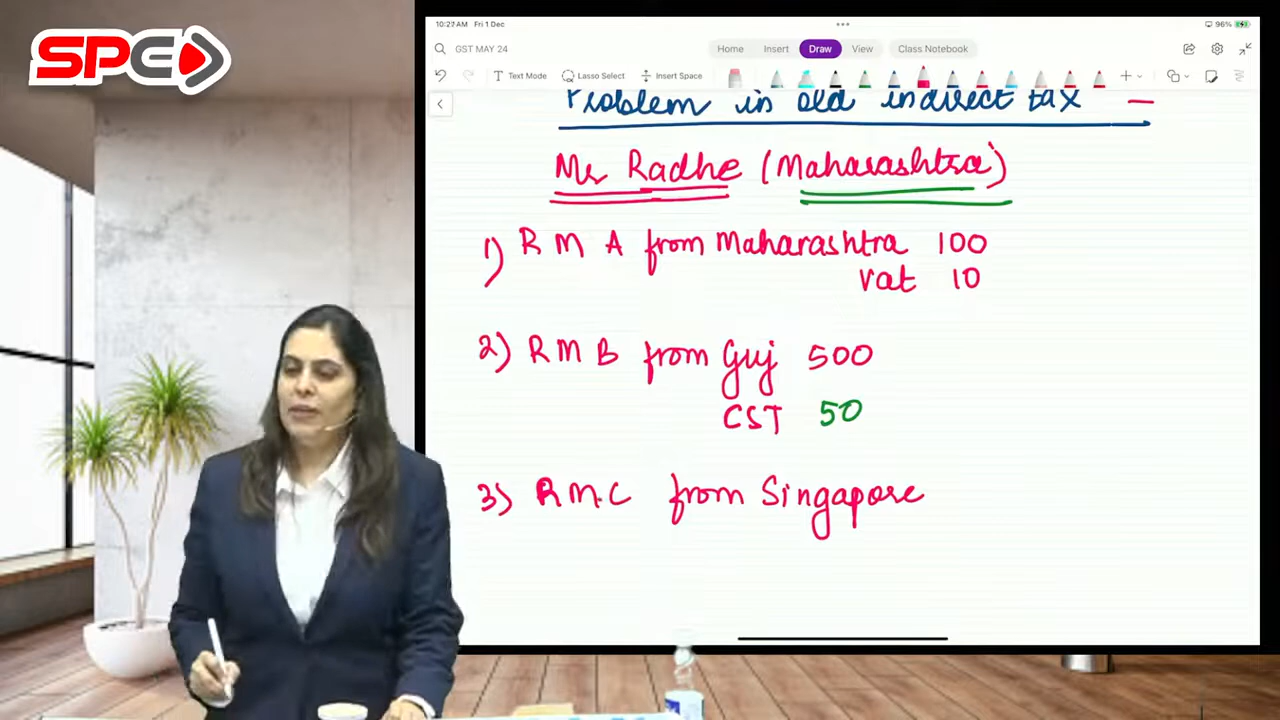 SPED
10:27 AM Fri 1 Dec
96%
GST MAY 24
Home Insert Draw View Class Notebook
Text Mode Lasso Select Insert Space
Problem in old indirect tax -
Mr Radhe (Maharashtra)
1) R M A from Maharashtra 100
Vat 10
2) R M B from Guj 500
CST 50
3) R M.C from Singapore